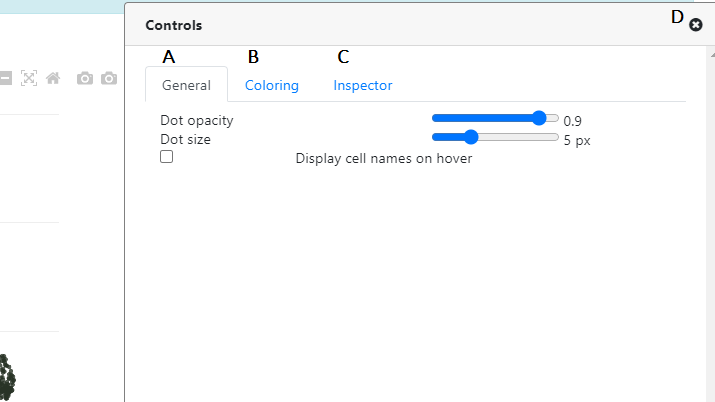 Controls
D
A
B
C
General
Coloring
Inspector
Dot opacity
0.9
Dot size
5 px
Display cell names on hover